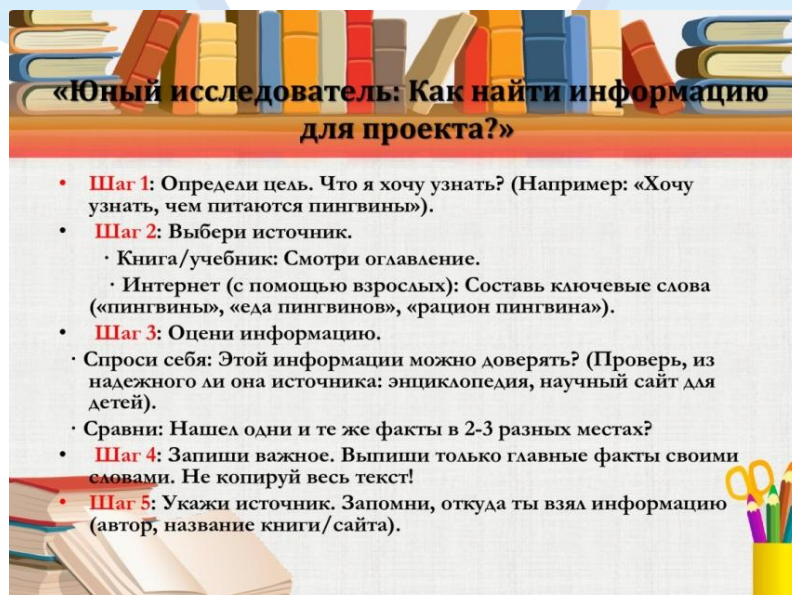 «Юный исследователь: Как найти информацию
для проекта?»
• Шаг 1: Определи цель. Что я хочу узнать? (Например: «Хочу
узнать, чем питаются пингвины»).
• Шаг 2: Выбери источник.
· Книга/учебник: Смотри оглавление.
· Интернет (с помощью взрослых): Составь ключевые слова
(«пингвины», «еда пингвинов», «рацион пингвина»).
• Шаг 3: Оцени информацию.
· Спроси себя: Этой информации можно доверять? (Проверь, из
надежного ли она источника: энциклопедия, научный сайт для
детей).
· Сравни: Нашел одни и те же факты в 2-3 разных местах?
• Шаг 4: Запиши важное. Выпиши только главные факты своими
словами. Не копируй весь текст!
• Шаг 5: Укажи источник. Запомни, откуда ты взял информацию
(автор, название книги/сайта).